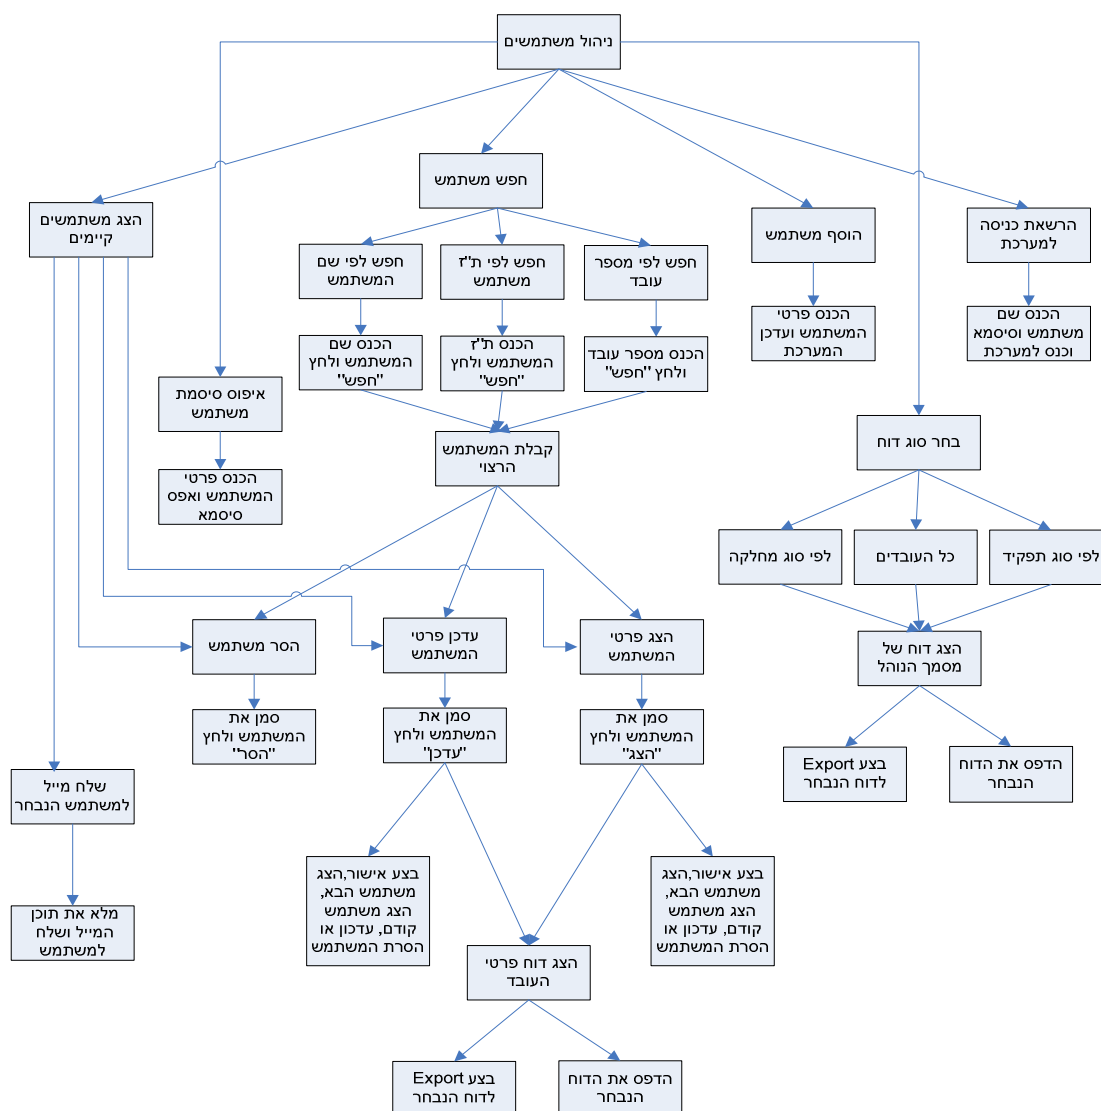 ניהול משתמשים
חפש משתמש
הצג משתמשים
קיימים
הוסף משתמש
הרשאת כניסה
למערכת
חפש לפי שם
המשתמש
חפש לפי ת"ז
משתמש
חפש לפי מספר
עובד
הכנס פרטי
המשתמש ועדכן
המערכת
הכנס שם
משתמש וסיסמא
וכנס למערכת
הכנס שם
המשתמש ולחץ
"חפש"
הכנס ת"ז
המשתמש ולחץ
"חפש"
הכנס מספר עובד
ולחץ "חפש"
איפוס סיסמת
משתמש
בחר סוג דוח
קבלת המשתמש
הרצוי
הכנס פרטי
המשתמש ואפס
סיסמא
לפי סוג מחלקה
כל העובדים
לפי סוג תפקיד
הסר משתמש
עדכן פרטי
המשתמש
הצג פרטי
המשתמש
הצג דוח של
מסמך הנוהל
סמן את
המשתמש ולחץ
"הסר"
סמן את
המשתמש ולחץ
"עדכן"
סמן את
המשתמש ולחץ
"הצג"
בצע Export
לדוח הנבחר
הדפס את הדוח
הנבחר
שלח מייל
למשתמש הנבחר
בצע אישור,הצג
משתמש הבא,
הצג משתמש
קודם, עדכון או
הסרת המשתמש
בצע אישור,הצג
משתמש הבא,
הצג משתמש
קודם, עדכון או
הסרת המשתמש
מלא את תוכן
המייל ושלח
למשתמש
הצג דוח פרטי
העובד
בצע Export
לדוח הנבחר
הדפס את הדוח
הנבחר